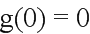 g(0) = 0